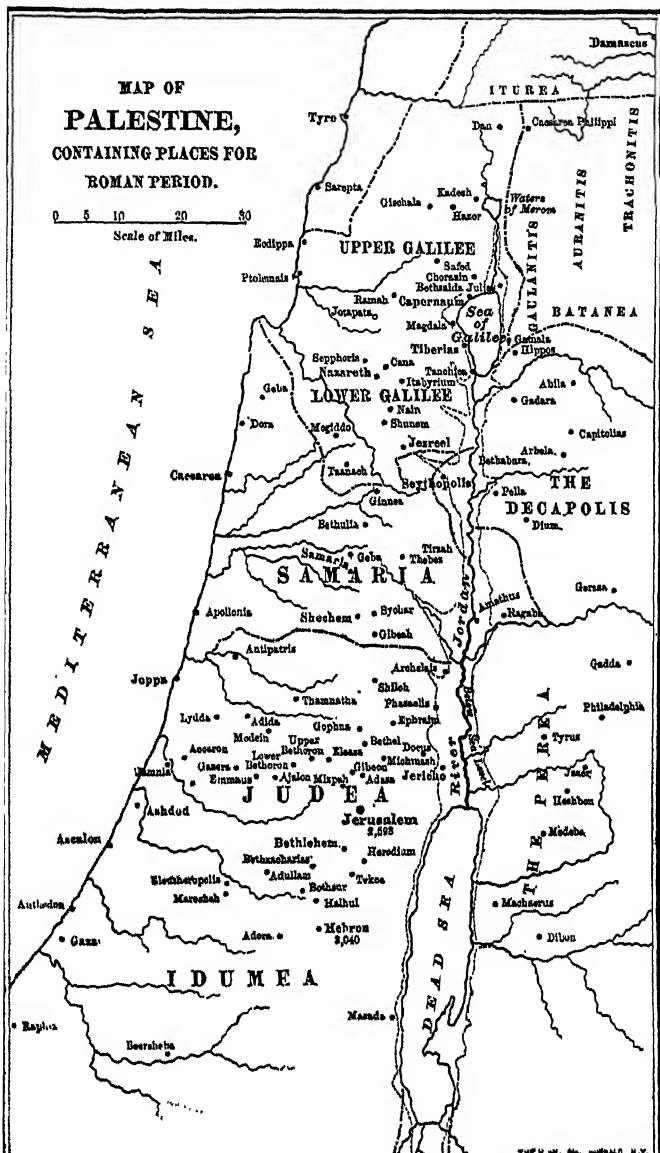 MAP OF
PALESTINE,
CONTAINING PLACES FOR
ROMAN PERIOD.
0 5 10 20 30
Scale of Miles.
Damascus
ITUREA
Tyre
Dan
Caesarea Philippi
TRACHONITIS
AURANITIS
Sarepta
Kadesh
Gischala
Hazor
Waters
of Merom
GAULANITIS
Ecdippa
UPPER GALILEE
Safed
Ptolemais
Chorazin
Bethsaida Julias
Ramah
Capernaum
Jotapata
Sea
of
Galilee
BATANEA
Magdala
Gamala
Tiberias
Hippos
Sepphoris
Cana
Nazareth
Tarichea
Itabyrium
Abila
LOWER GALILEE
Geba
Gadara
Nain
Dora
Shunem
Megiddo
Capitolias
Jezreel
Arbela
Bethabara
Taanach
Caesarea
Scythopolis
THE
DECAPOLIS
Pella
Ginnea
Dium
Bethulia
MEDITERRANEAN SEA
Samaria
Geba
Tirzah
Thebez
SAMARIA
Gerasa
Amathus
Ragaba
Apollonia
Shechem
Sychar
Gibeah
Jordan
Antipatris
Archelais
Gadda
Joppa
Shiloh
Thamnatha
Phasaelis
Philadelphia
Lydda
Adida
Ephraim
Gophna
Modein
Tyrus
Upper
Bethoron
Eleasa
Bethel
Docus
Accaron
Lower
Bethoron
Michmash
Jamnia
Gazera
Gibeon
Jericho
Jazer
Emmaus
Ajalon
Mizpah
Adasa
River
THE PEREA
Heshbon
JUDEA
Ashdod
Jerusalem
2,593
Medeba
Ascalon
Bethlehem
Herodium
Bethzacharias
Adullam
Tekoa
Eleutheropolis
Bethsur
Mareshah
Halhul
Machaerus
Anthedon
Hebron
3,040
Adora
Dibon
Gaza
DEAD SEA
IDUMEA
Masada
Raphia
Beersheba